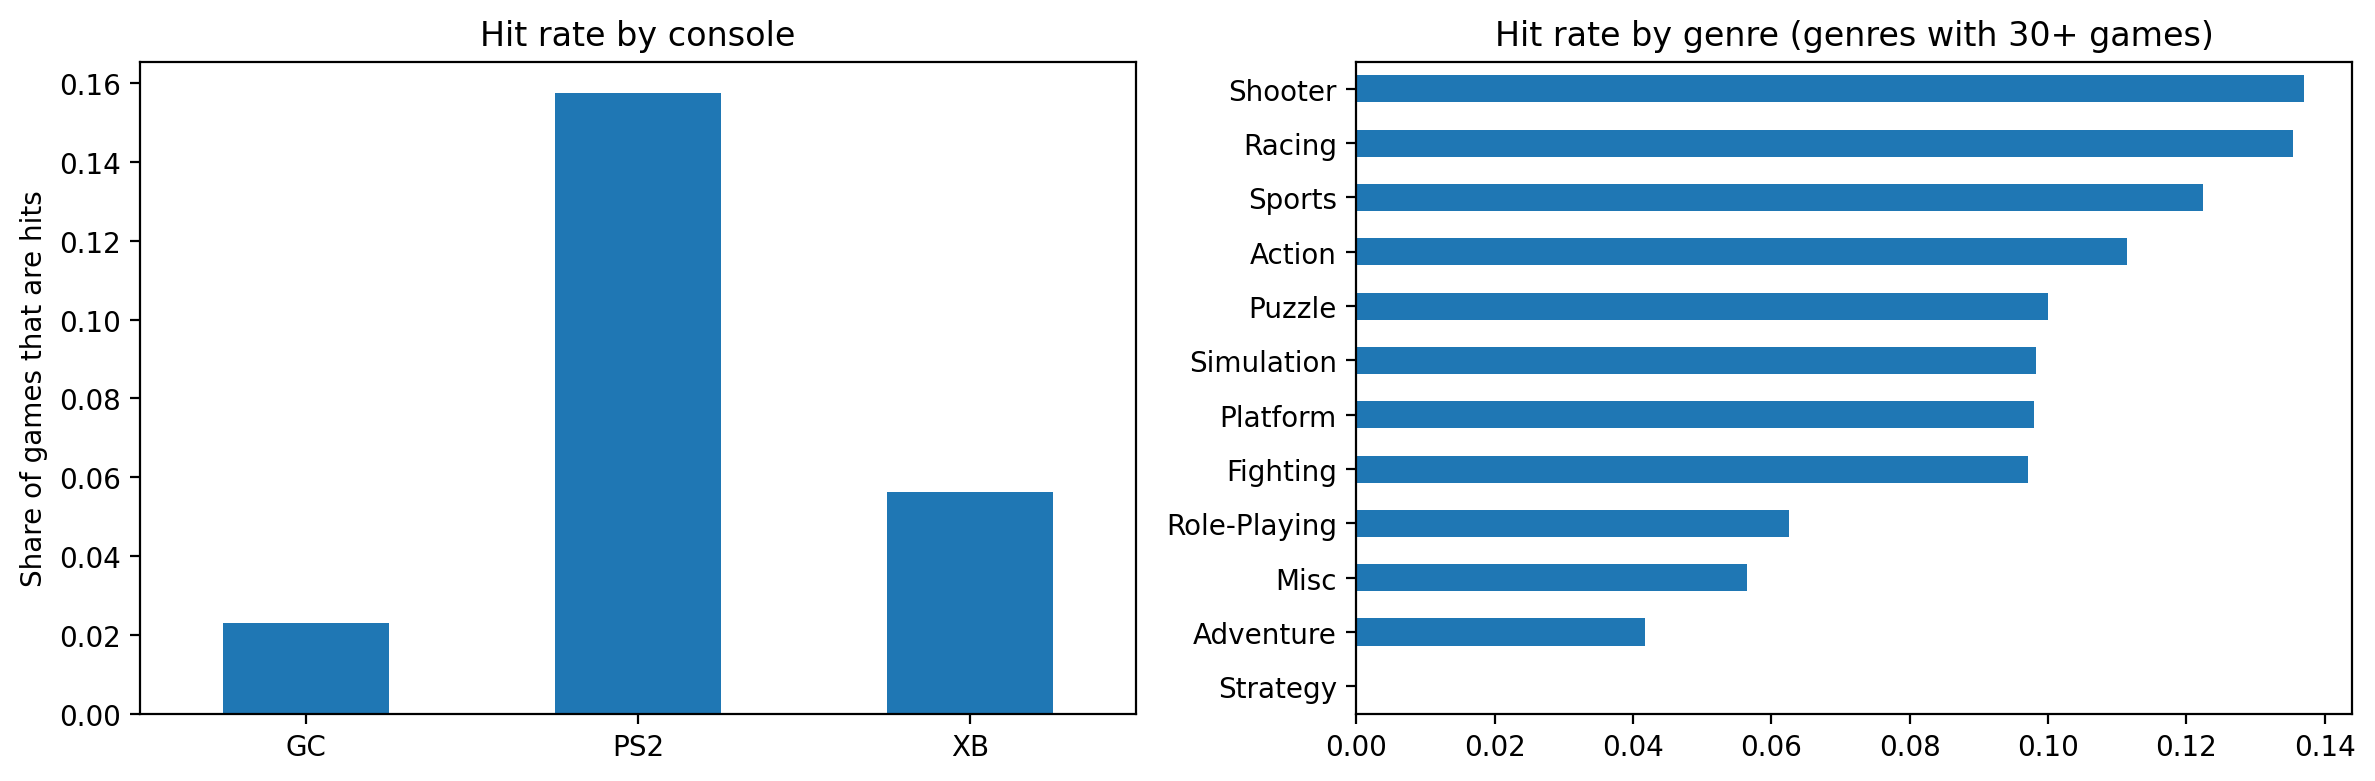 Hit rate by console
Share of games that are hits
0.16
0.14
0.12
0.10
0.08
0.06
0.04
0.02
0.00
GC PS2 XB
Hit rate by genre (genres with 30+ games)
Shooter
Racing
Sports
Action
Puzzle
Simulation
Platform
Fighting
Role-Playing
Misc
Adventure
Strategy
0.00 0.02 0.04 0.06 0.08 0.10 0.12 0.14